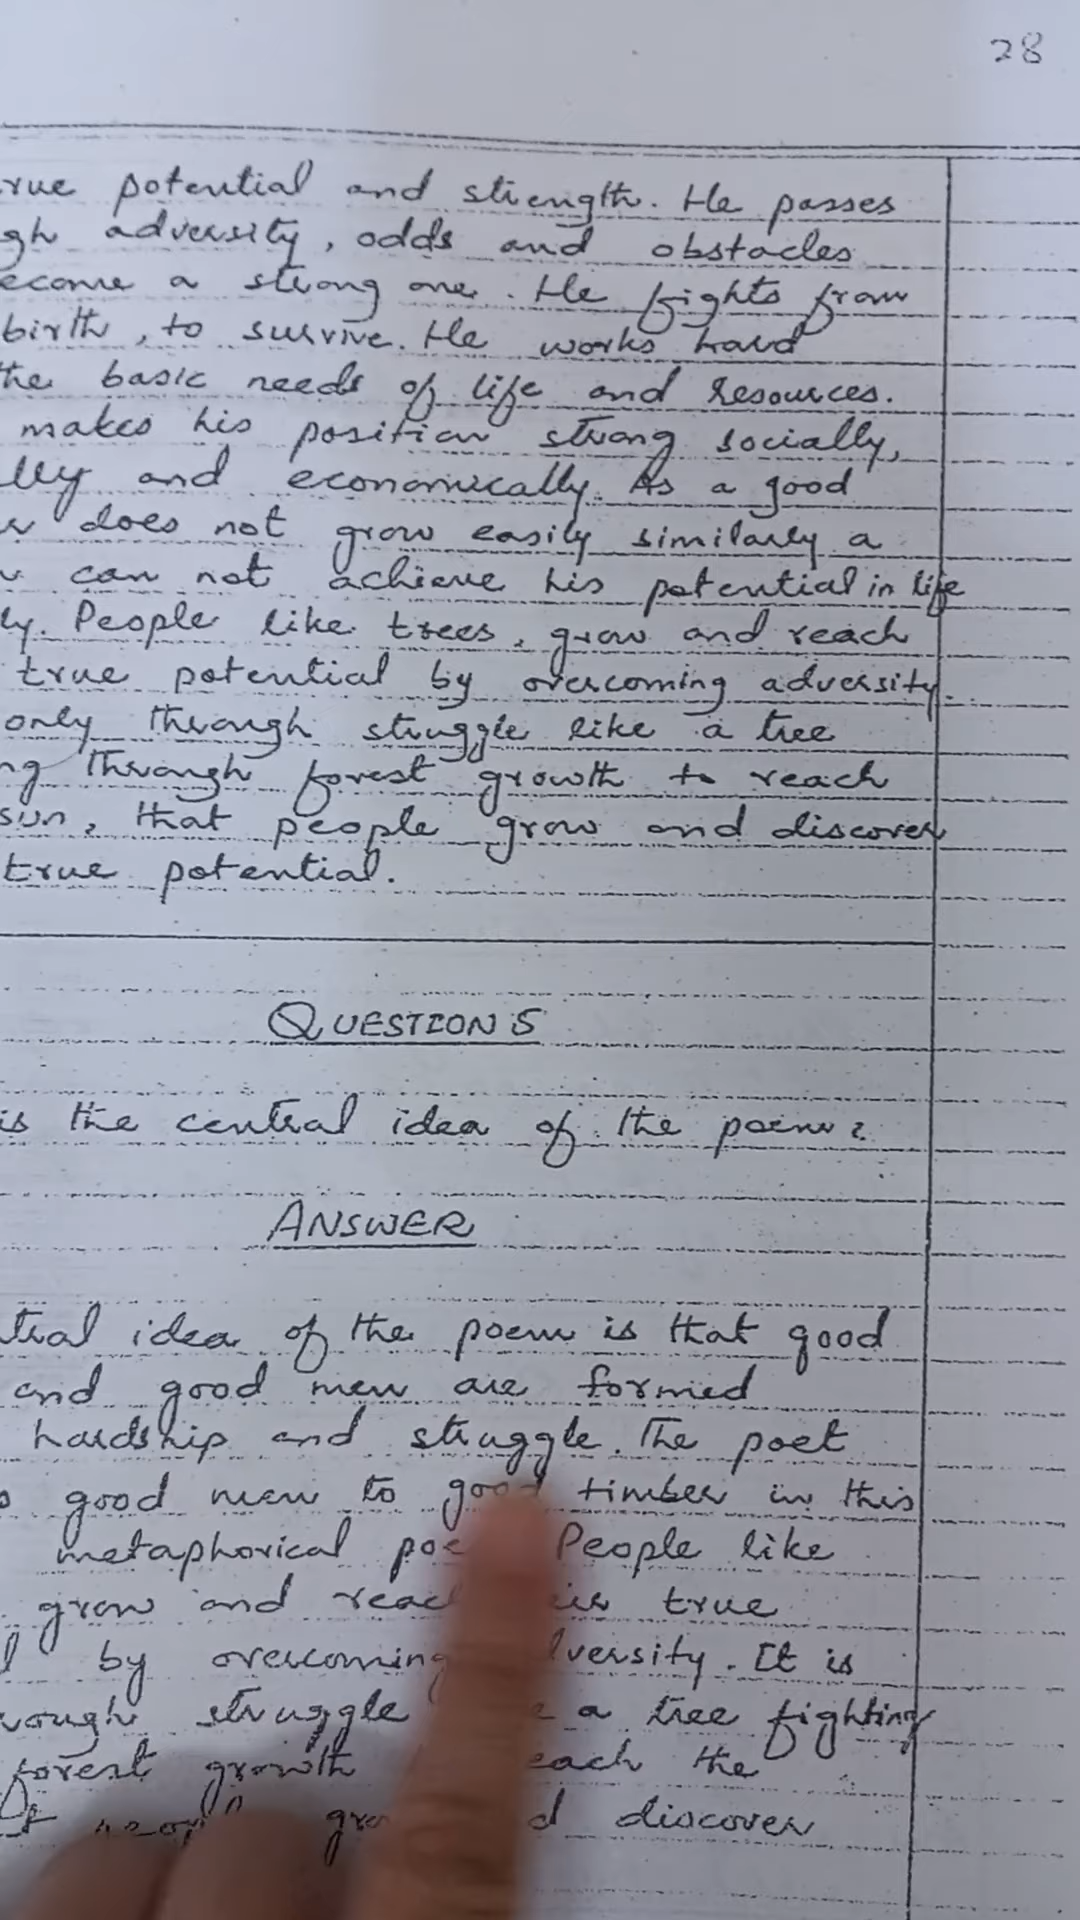 28
rue potential and strength. He passes
gh adversity, odds and obstacles
ecome a strong one. He fights from
birth, to survive. He works hard
the basic needs of life and resources.
makes his position strong socially,
lly and economically. As a good
r does not grow easily similarly a
can not achieve his potential in life
ly. People like trees, grow and reach
true potential by overcoming adversity.
only through struggle like a tree
ng through forest growth to reach
sun, that people grow and discover
true potential.
QUESTION 5
is the central idea of the poem?
ANSWER
tral idea of the poem is that good
and good men are formed
hardship and struggle. The poet
good men to good timber in this
metaphorical People like
grow and true
by overcoming It is
rough struggle a tree fighting
forest growth the
discover